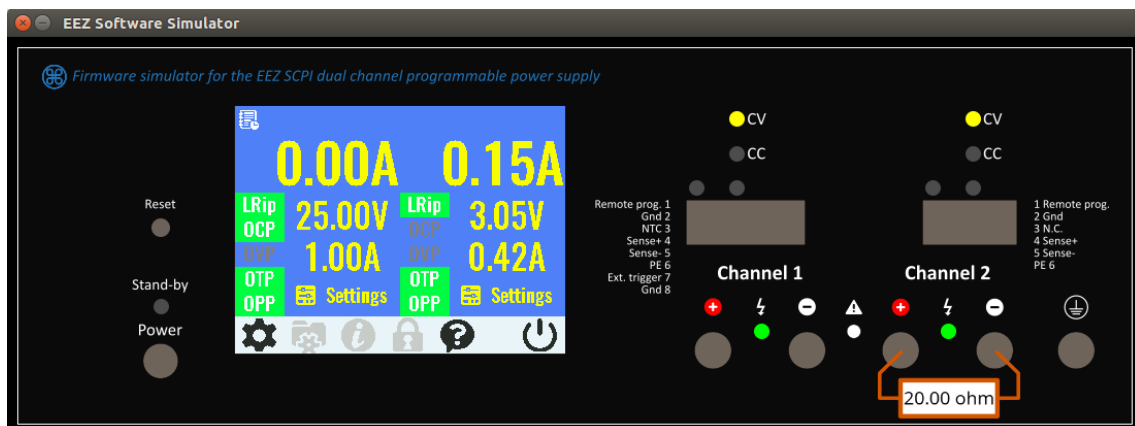 EEZ Software Simulator
Firmware simulator for the EEZ SCPI dual channel programmable power supply
0.00A 0.15A
LRip 25.00V LRip 3.05V
OCP OCP
OVP 1.00A OVP 0.42A
OTP Settings OTP Settings
OPP OPP
Reset
Stand-by
Power
CV
CC
CV
CC
Remote prog. 1
Gnd 2
NTC 3
Sense+ 4
Sense- 5
PE 6
Ext. trigger 7
Gnd 8
1 Remote prog.
2 Gnd
3 N.C.
4 Sense+
5 Sense-
PE 6
Channel 1
Channel 2
20.00 ohm